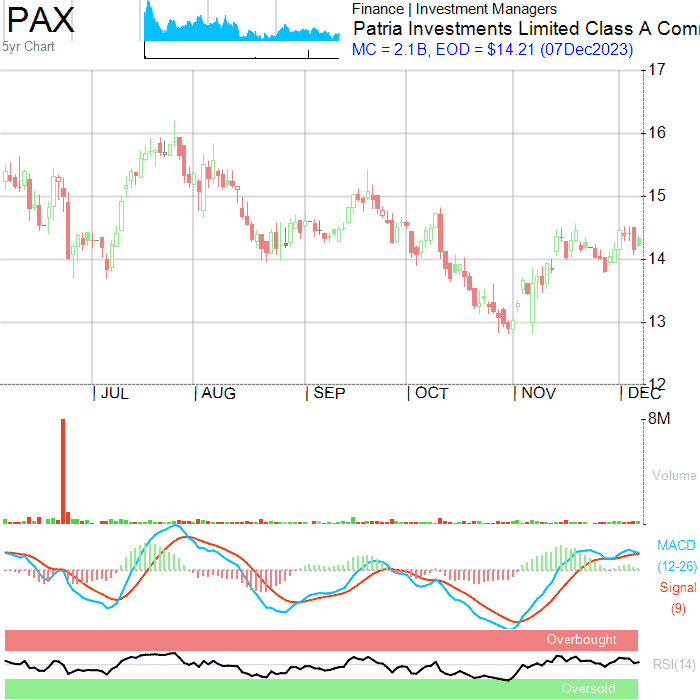 PAX
5yr Chart
Finance | Investment Managers
Patria Investments Limited Class A Com
MC = 2.1B, EOD = $14.21 (07Dec2023)
17
16
15
14
13
12
JUL AUG SEP OCT NOV DEC
8M
Volume
MACD
(12-26)
Signal
(9)
Overbought
RSI(14)
Oversold